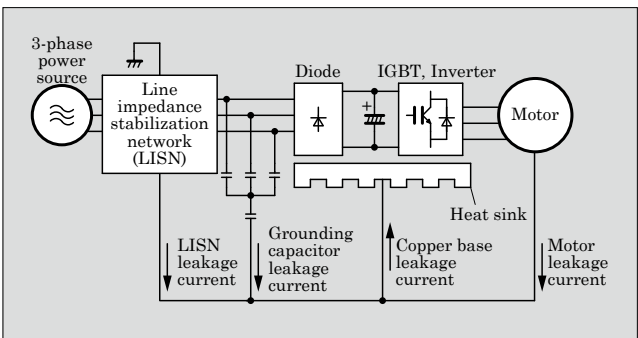 3-phase
power
source
Line
impedance
stabilization
network
(LISN)
Diode
IGBT, Inverter
+
Motor
Heat sink
LISN
leakage
current
Grounding
capacitor
leakage
current
Copper base
leakage
current
Motor
leakage
current